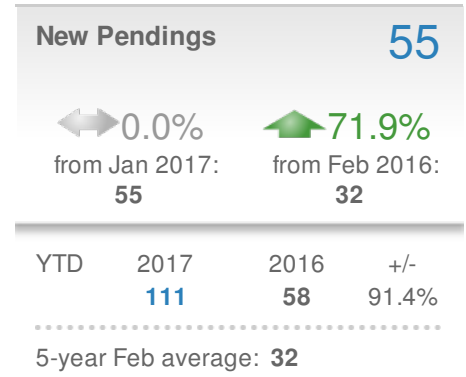 New Pendings 55
0.0% 71.9%
from Jan 2017: from Feb 2016:
55 32
YTD 2017 2016 +/-
111 58 91.4%
5-year Feb average: 32